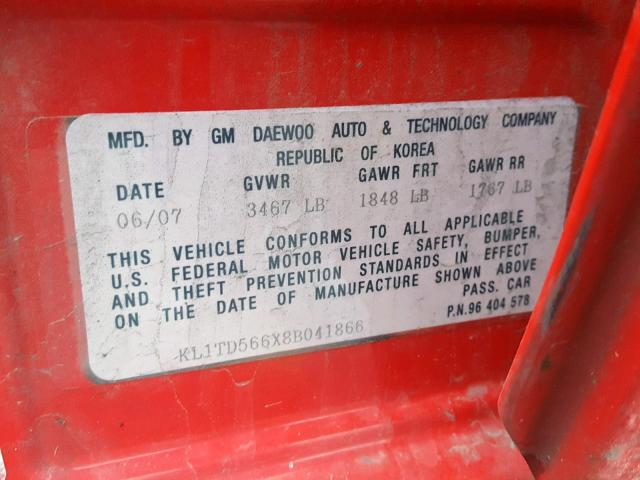 MFD. BY GM DAEWOO AUTO & TECHNOLOGY COMPANY
REPUBLIC OF KOREA
DATE GVWR GAWR FRT GAWR RR
06/07 3467 LB 1848 LB 1767 LB
THIS VEHICLE CONFORMS TO ALL APPLICABLE
U.S. FEDERAL MOTOR VEHICLE SAFETY, BUMPER,
AND THEFT PREVENTION STANDARDS IN EFFECT
ON THE DATE OF MANUFACTURE SHOWN ABOVE
PASS. CAR
P.N.96 404 578
KL1TD566X8B041866